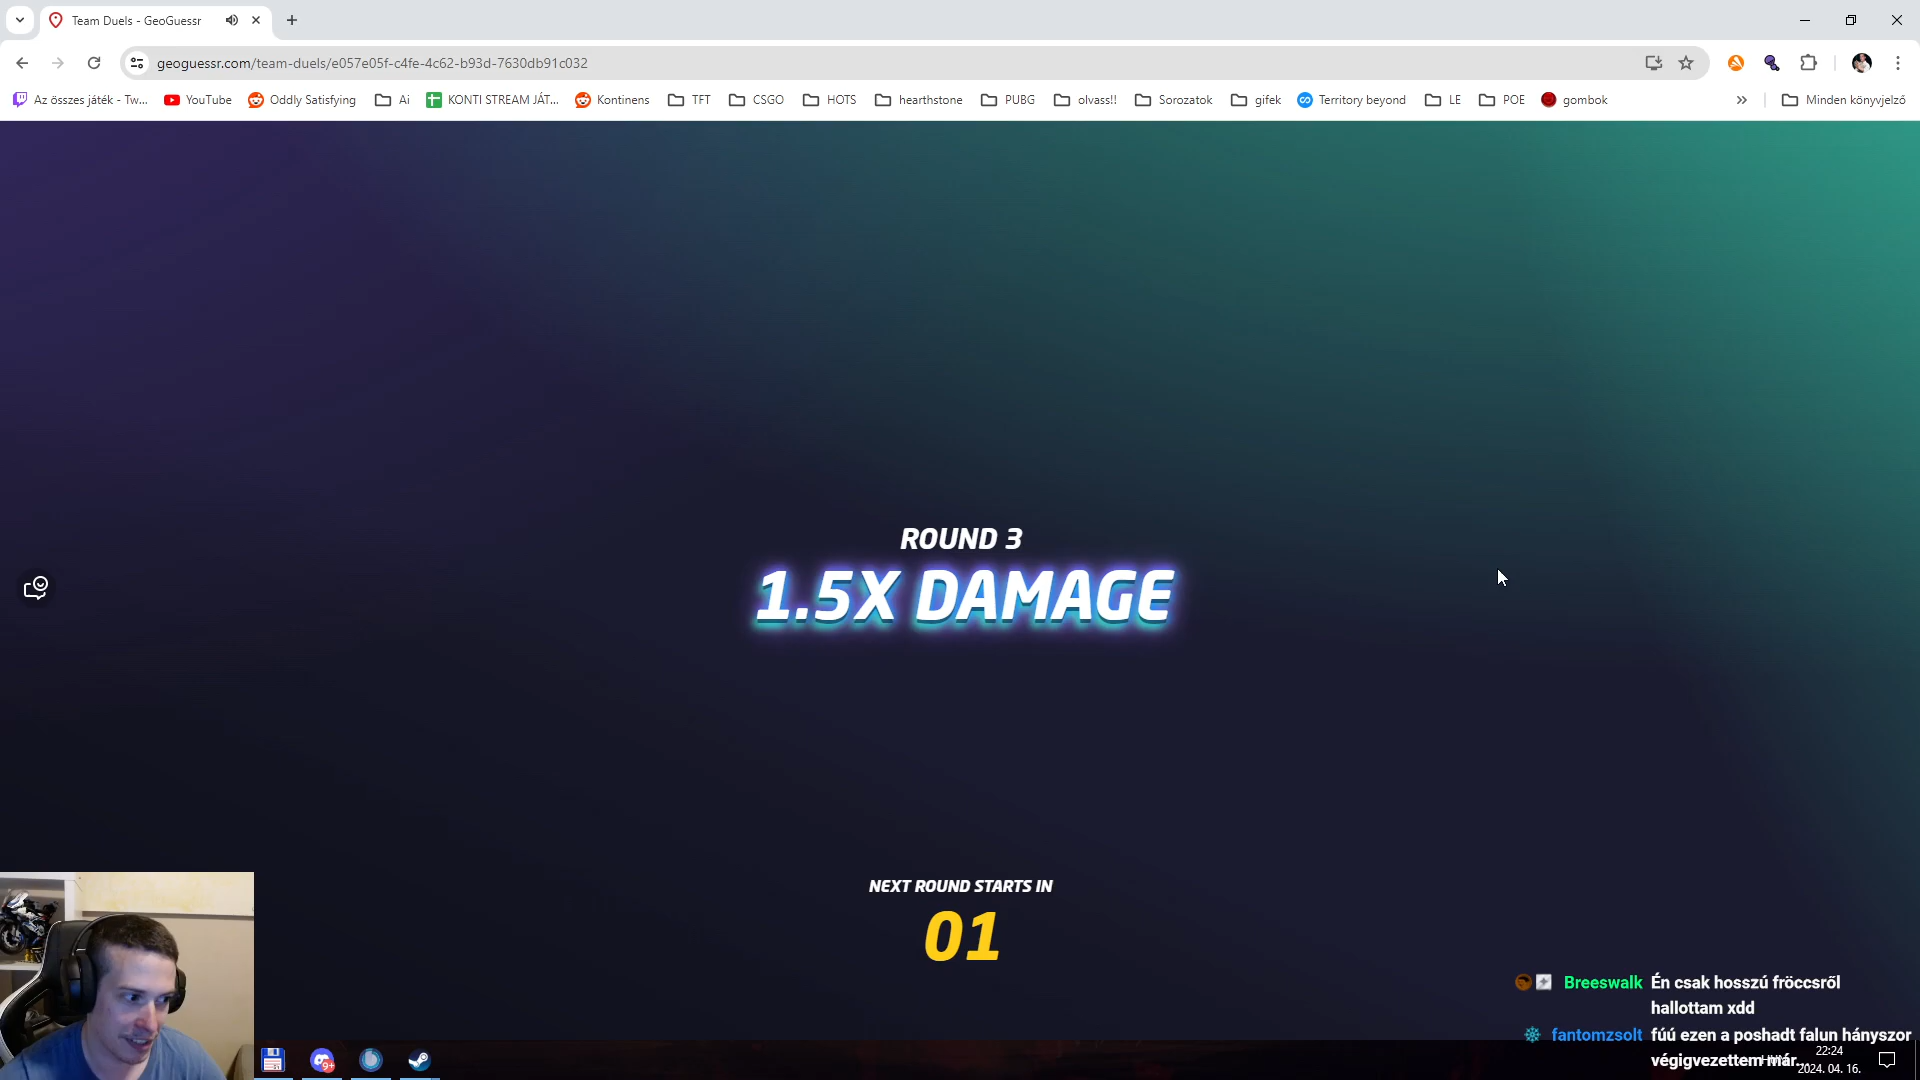 Team Duels - GeoGuessr
geoguessr.com/team-duels/e057e05f-c4fe-4c62-b93d-7630db91c032
Az összes játék - Tw... YouTube Oddly Satisfying Ai KONTI STREAM JÁT... Kontinens TFT CSGO HOTS hearthstone PUBG olvass!! Sorozatok gifek Territory beyond LE POE gombok » Minden könyvjelző
ROUND 3
1.5X DAMAGE
NEXT ROUND STARTS IN
01
Breeswalk Én csak hosszú fröccsről
hallottam xdd
fantomzsolt fúú ezen a poshadt falun hányszor
végigvezettem már...
9+
22:24
2024. 04. 16.